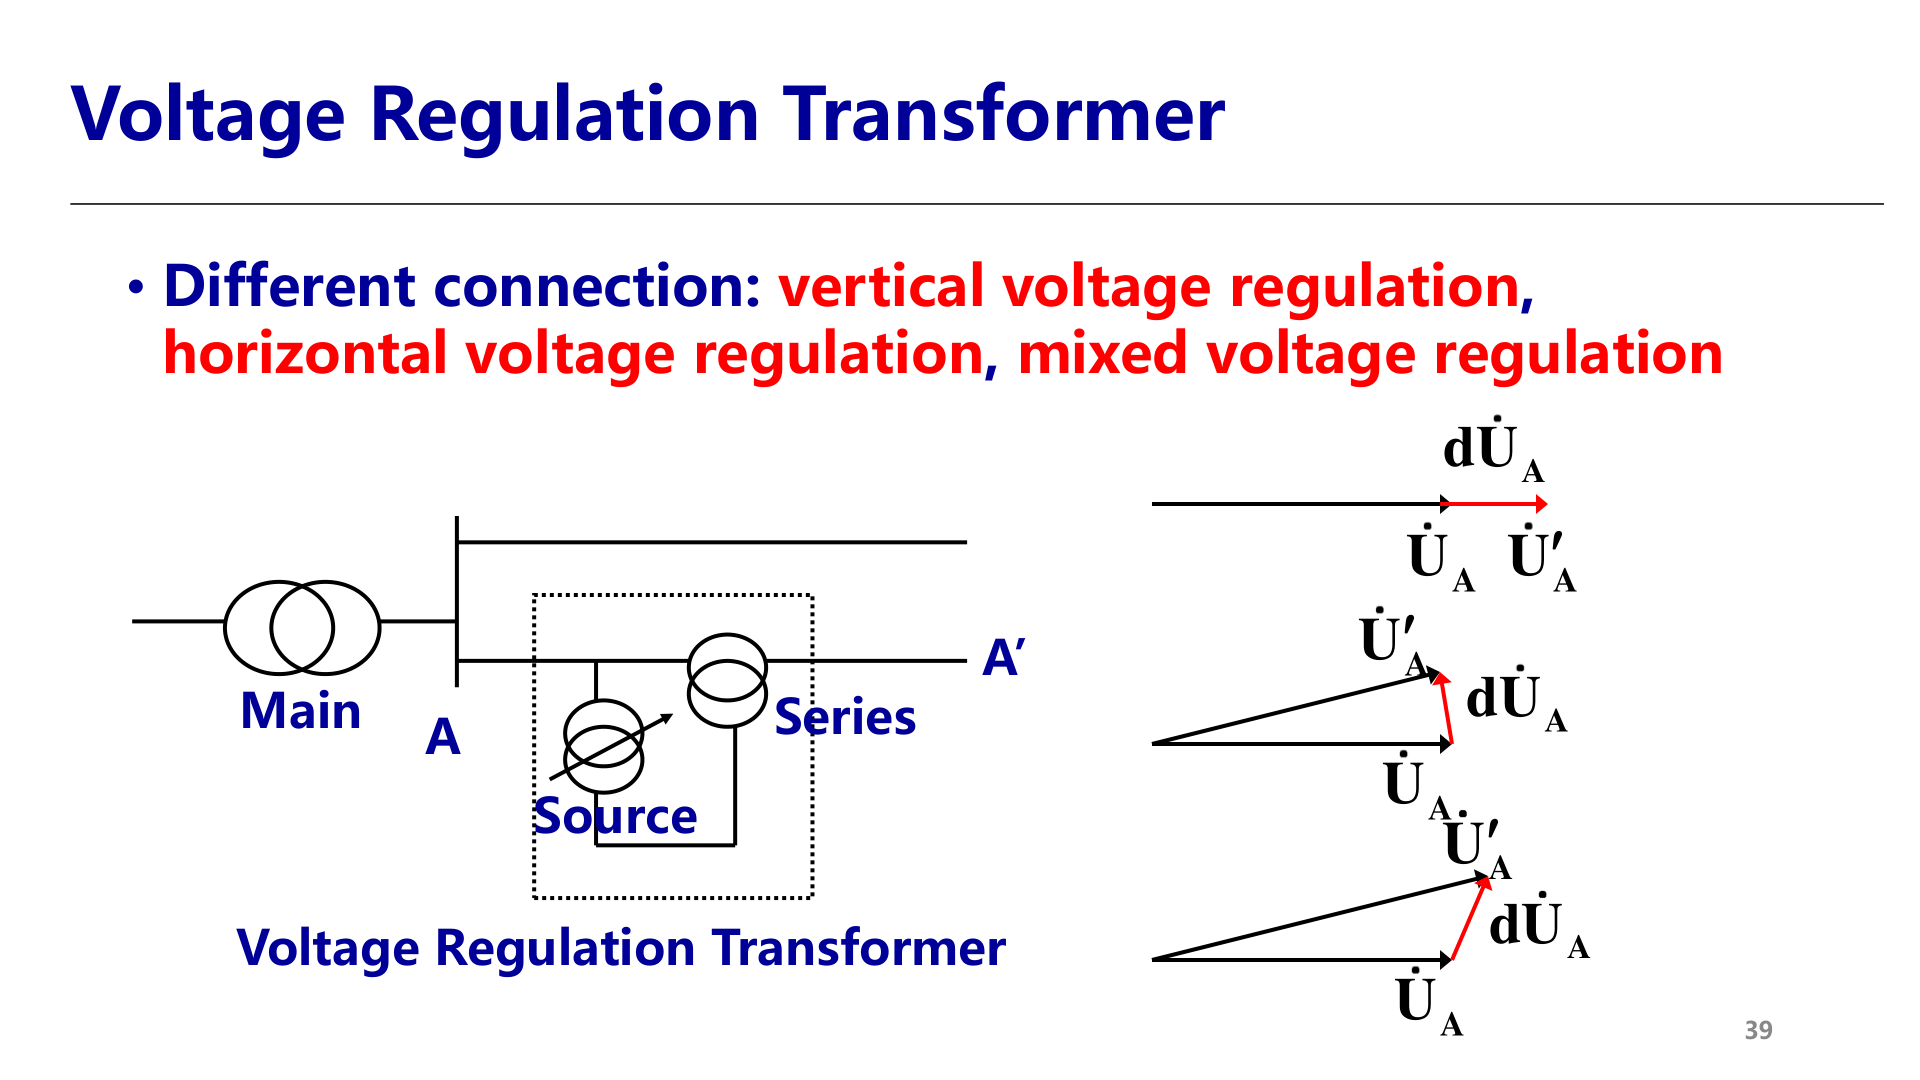 Voltage Regulation Transformer
• Different connection: vertical voltage regulation,
horizontal voltage regulation, mixed voltage regulation
Main
A
Source
Series
A′
Voltage Regulation Transformer
dU̇A
U̇A U̇′A
U̇′A
dU̇A
U̇A
U̇′A
dU̇A
U̇A
39